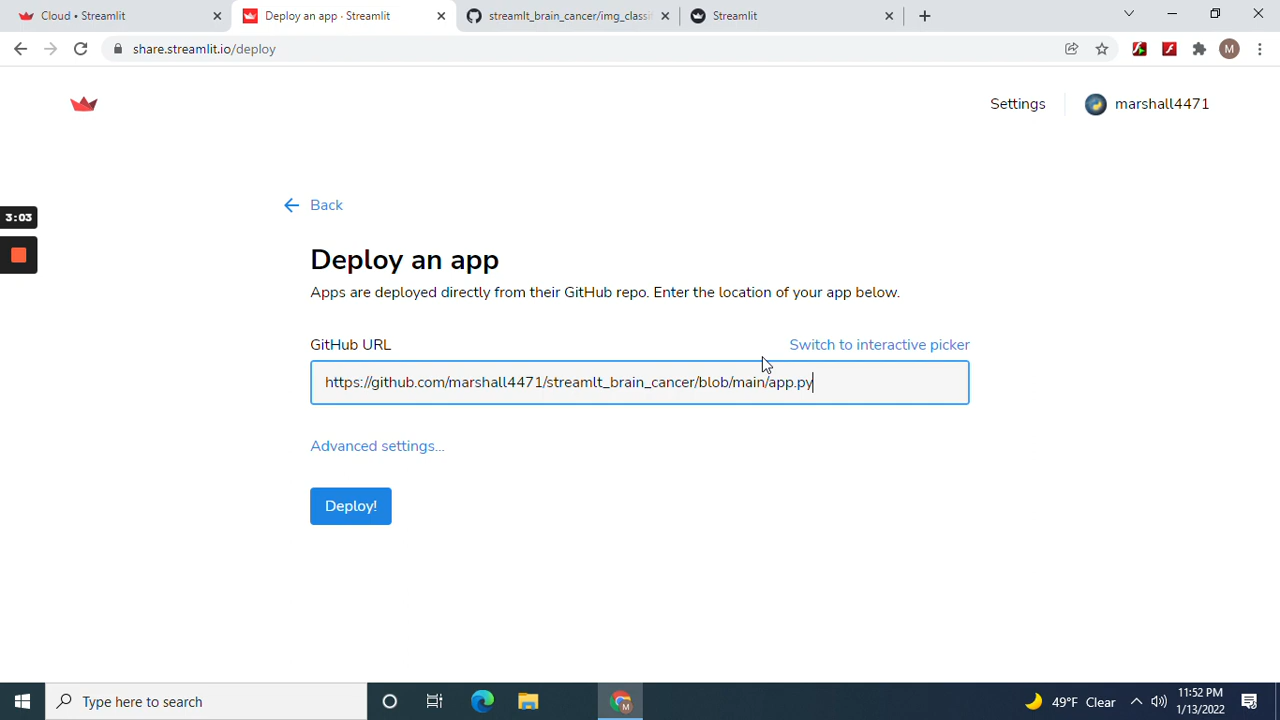 Cloud • Streamlit
Deploy an app · Streamlit
streamlt_brain_cancer/img_classi
Streamlit
share.streamlit.io/deploy
M
Settings
marshall4471
3:03
Back
Deploy an app
Apps are deployed directly from their GitHub repo. Enter the location of your app below.
GitHub URL
Switch to interactive picker
https://github.com/marshall4471/streamlt_brain_cancer/blob/main/app.py
Advanced settings...
Deploy!
Type here to search
49°F Clear
11:52 PM
1/13/2022